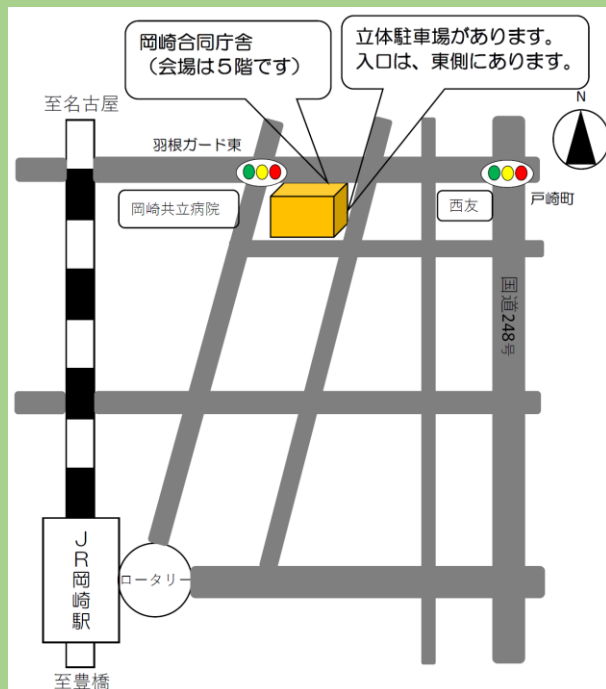 岡崎合同庁舎
（会場は５階です）
立体駐車場があります。
入口は、東側にあります。
至名古屋
N
羽根ガード東
岡崎共立病院
西友
戸崎町
国道248号
ＪＲ岡崎駅
ロータリー
至豊橋